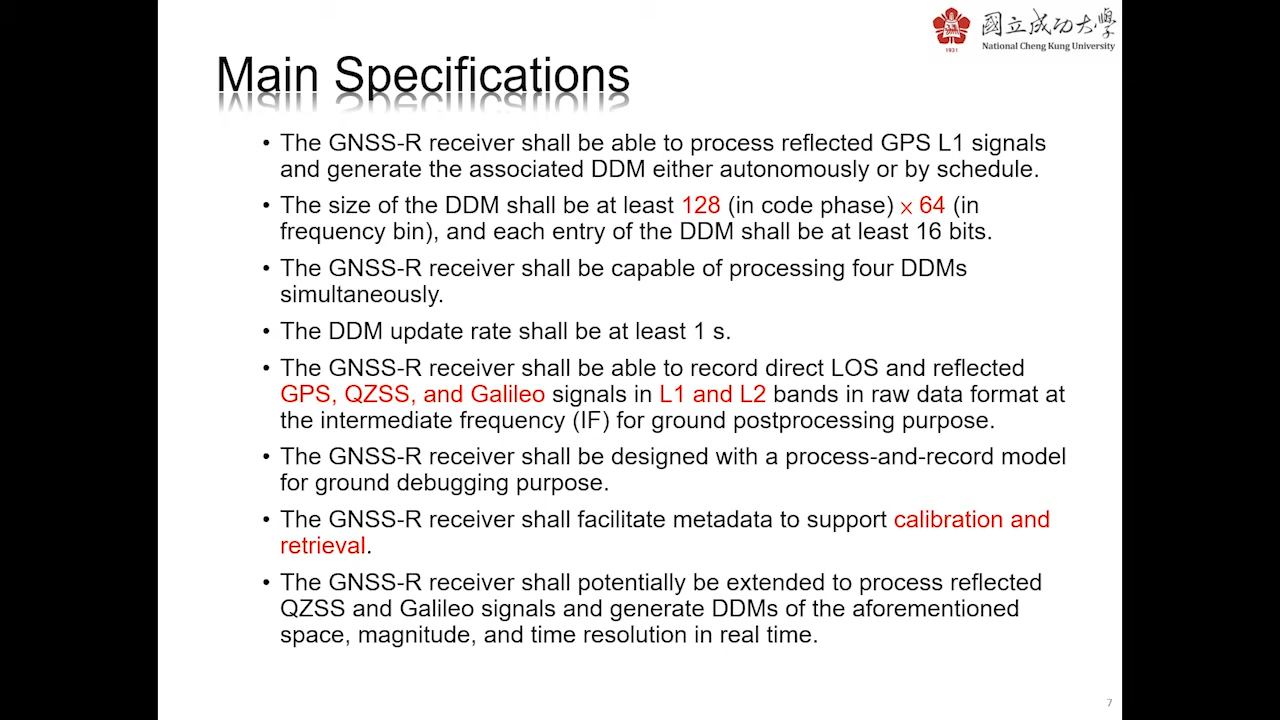 國立成功大學
1931
National Cheng Kung University
Main Specifications
• The GNSS-R receiver shall be able to process reflected GPS L1 signals
and generate the associated DDM either autonomously or by schedule.
• The size of the DDM shall be at least 128 (in code phase) × 64 (in
frequency bin), and each entry of the DDM shall be at least 16 bits.
• The GNSS-R receiver shall be capable of processing four DDMs
simultaneously.
• The DDM update rate shall be at least 1 s.
• The GNSS-R receiver shall be able to record direct LOS and reflected
GPS, QZSS, and Galileo signals in L1 and L2 bands in raw data format at
the intermediate frequency (IF) for ground postprocessing purpose.
• The GNSS-R receiver shall be designed with a process-and-record model
for ground debugging purpose.
• The GNSS-R receiver shall facilitate metadata to support calibration and
retrieval.
• The GNSS-R receiver shall potentially be extended to process reflected
QZSS and Galileo signals and generate DDMs of the aforementioned
space, magnitude, and time resolution in real time.
7